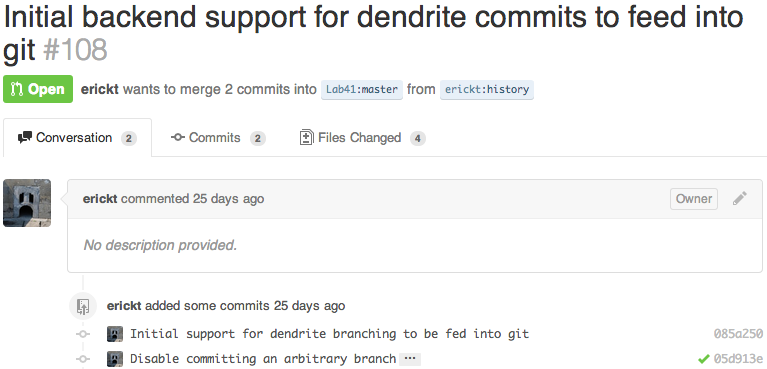 Initial backend support for dendrite commits to feed into
git #108
Open erickt wants to merge 2 commits into Lab41:master from erickt:history
Conversation 2 Commits 2 Files Changed 4
erickt commented 25 days ago Owner
No description provided.
erickt added some commits 25 days ago
Initial support for dendrite branching to be fed into git 085a250
Disable committing an arbitrary branch ··· 05d913e